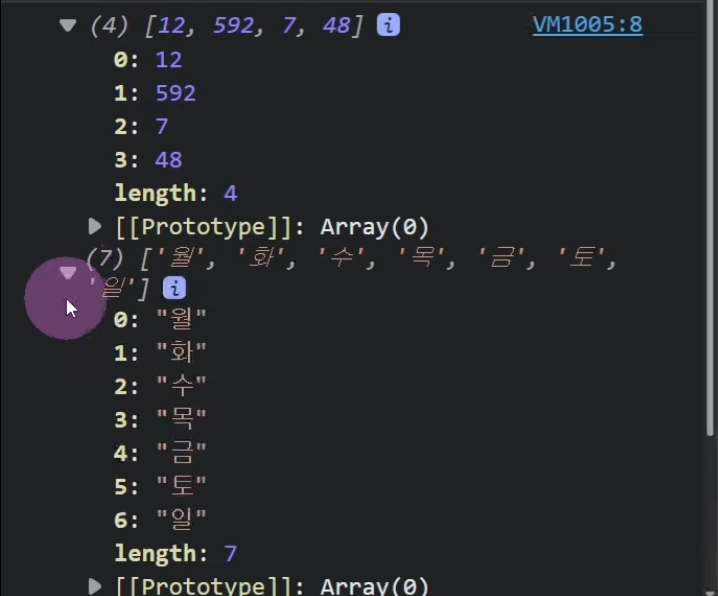 (4) [12, 592, 7, 48] i VM1005:8
0: 12
1: 592
2: 7
3: 48
length: 4
[[Prototype]]: Array(0)
(7) ['월', '화', '수', '목', '금', '토',
'일'] i
0: "월"
1: "화"
2: "수"
3: "목"
4: "금"
5: "토"
6: "일"
length: 7
[[Prototype]]: Array(0)